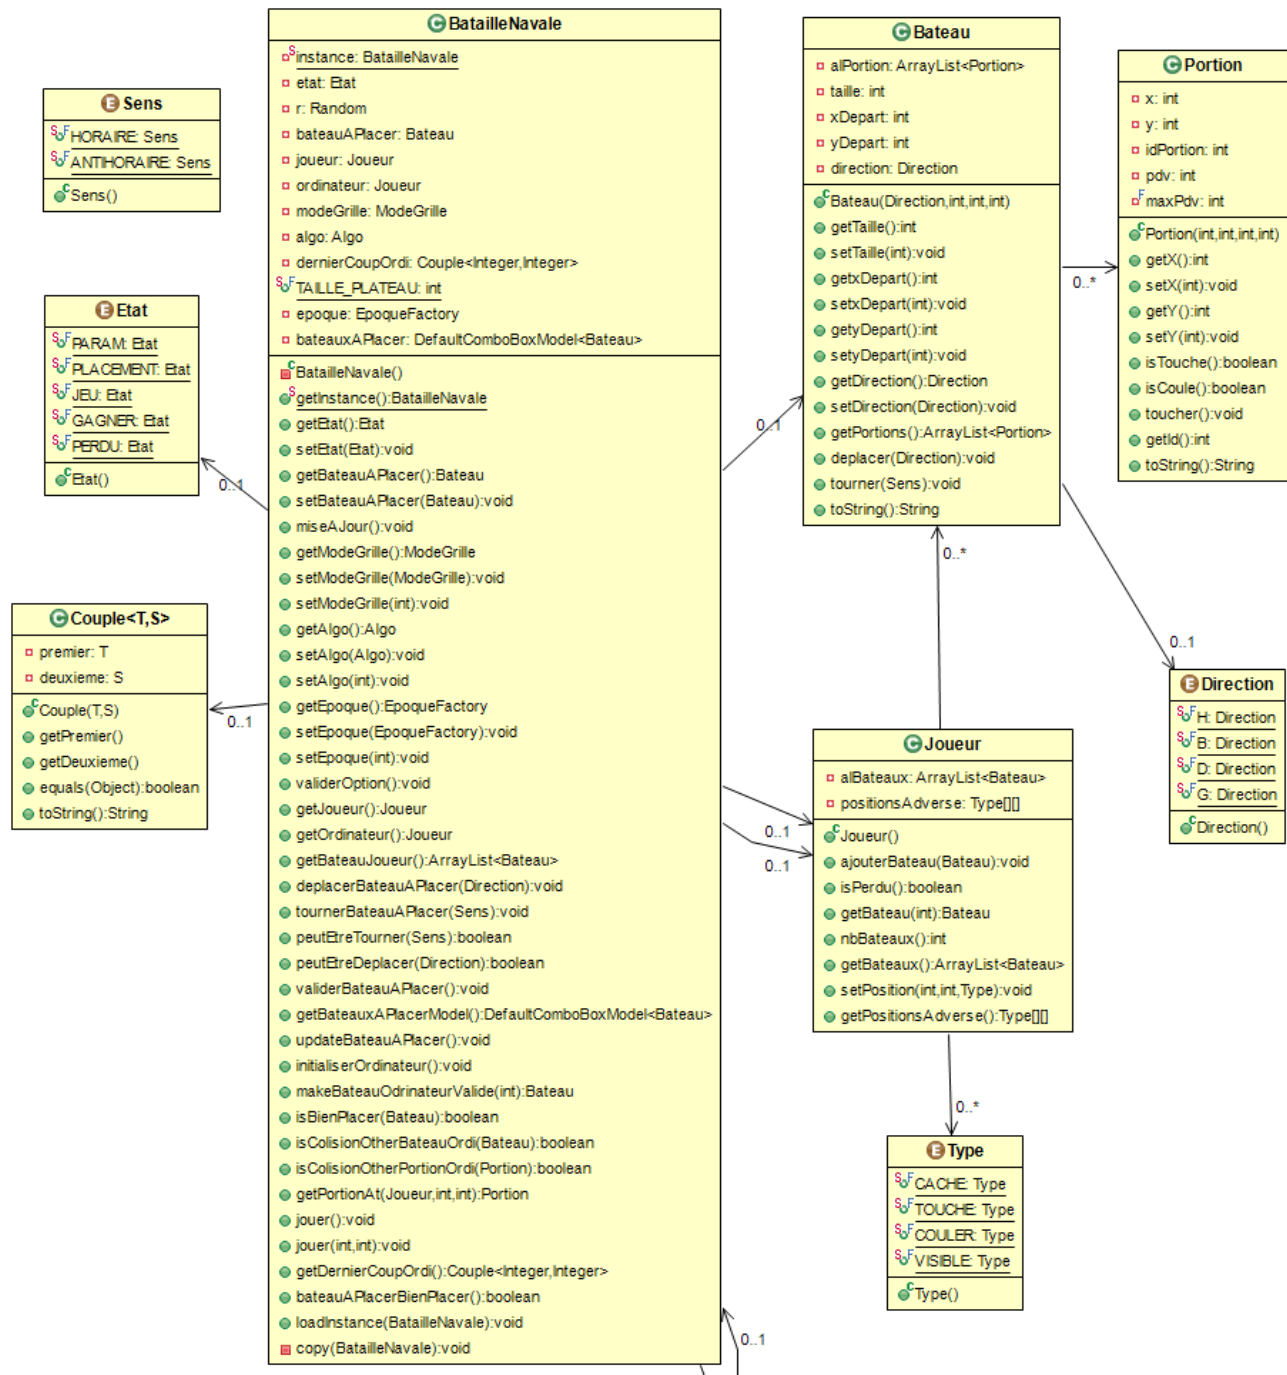 BatailleNavale
instance: BatailleNavale
etat: Etat
r: Random
bateauAPlacer: Bateau
joueur: Joueur
ordinateur: Joueur
modeGrille: ModeGrille
algo: Algo
dernierCoupOrdi: Couple<Integer,Integer>
TAILLE_PLATEAU: int
epoque: EpoqueFactory
bateauxAPlacer: DefaultComboBoxModel<Bateau>
BatailleNavale()
getInstance():BatailleNavale
getEtat():Etat
setEtat(Etat):void
getBateauAPlacer():Bateau
setBateauAPlacer(Bateau):void
miseAJour():void
getModeGrille():ModeGrille
setModeGrille(ModeGrille):void
setModeGrille(int):void
getAlgo():Algo
setAlgo(Algo):void
setAlgo(int):void
getEpoque():EpoqueFactory
setEpoque(EpoqueFactory):void
setEpoque(int):void
validerOption():void
getJoueur():Joueur
getOrdinateur():Joueur
getBateauJoueur():ArrayList<Bateau>
deplacerBateauAPlacer(Direction):void
tournerBateauAPlacer(Sens):void
peutEtreTourner(Sens):boolean
peutEtreDeplacer(Direction):boolean
validerBateauAPlacer():void
getBateauxAPlacerModel():DefaultComboBoxModel<Bateau>
updateBateauAPlacer():void
initialiserOrdinateur():void
makeBateauOdrinateurValide(int):Bateau
isBienPlacer(Bateau):boolean
isColisionOtherBateauOrdi(Bateau):boolean
isColisionOtherPortionOrdi(Portion):boolean
getPortionAt(Joueur,int,int):Portion
jouer():void
jouer(int,int):void
getDernierCoupOrdi():Couple<Integer,Integer>
bateauAPlacerBienPlacer():boolean
loadInstance(BatailleNavale):void
copy(BatailleNavale):void
Sens
HORAIRE: Sens
ANTIHORAIRE: Sens
Sens()
Etat
PARAM: Etat
PLACEMENT: Etat
JEU: Etat
GAGNER: Etat
PERDU: Etat
Etat()
0..1
Couple<T,S>
premier: T
deuxieme: S
Couple(T,S)
getPremier()
getDeuxieme()
equals(Object):boolean
toString():String
0..1
Bateau
alPortion: ArrayList<Portion>
taille: int
xDepart: int
yDepart: int
direction: Direction
Bateau(Direction,int,int,int)
getTaille():int
setTaille(int):void
getxDepart():int
setxDepart(int):void
getyDepart():int
setyDepart(int):void
getDirection():Direction
setDirection(Direction):void
getPortions():ArrayList<Portion>
deplacer(Direction):void
tourner(Sens):void
toString():String
0..1
0..*
Portion
x: int
y: int
idPortion: int
pdv: int
maxPdv: int
Portion(int,int,int,int)
getX():int
setX(int):void
getY():int
setY(int):void
isTouche():boolean
isCoule():boolean
toucher():void
getId():int
toString():String
0..*
0..1
Direction
H: Direction
B: Direction
D: Direction
G: Direction
Direction()
Joueur
alBateaux: ArrayList<Bateau>
positionsAdverse: Type[][]
Joueur()
ajouterBateau(Bateau):void
isPerdu():boolean
getBateau(int):Bateau
nbBateaux():int
getBateaux():ArrayList<Bateau>
setPosition(int,int,Type):void
getPositionsAdverse():Type[][]
0..1
0..1
0..*
Type
CACHE: Type
TOUCHE: Type
COULER: Type
VISIBLE: Type
Type()
0..1